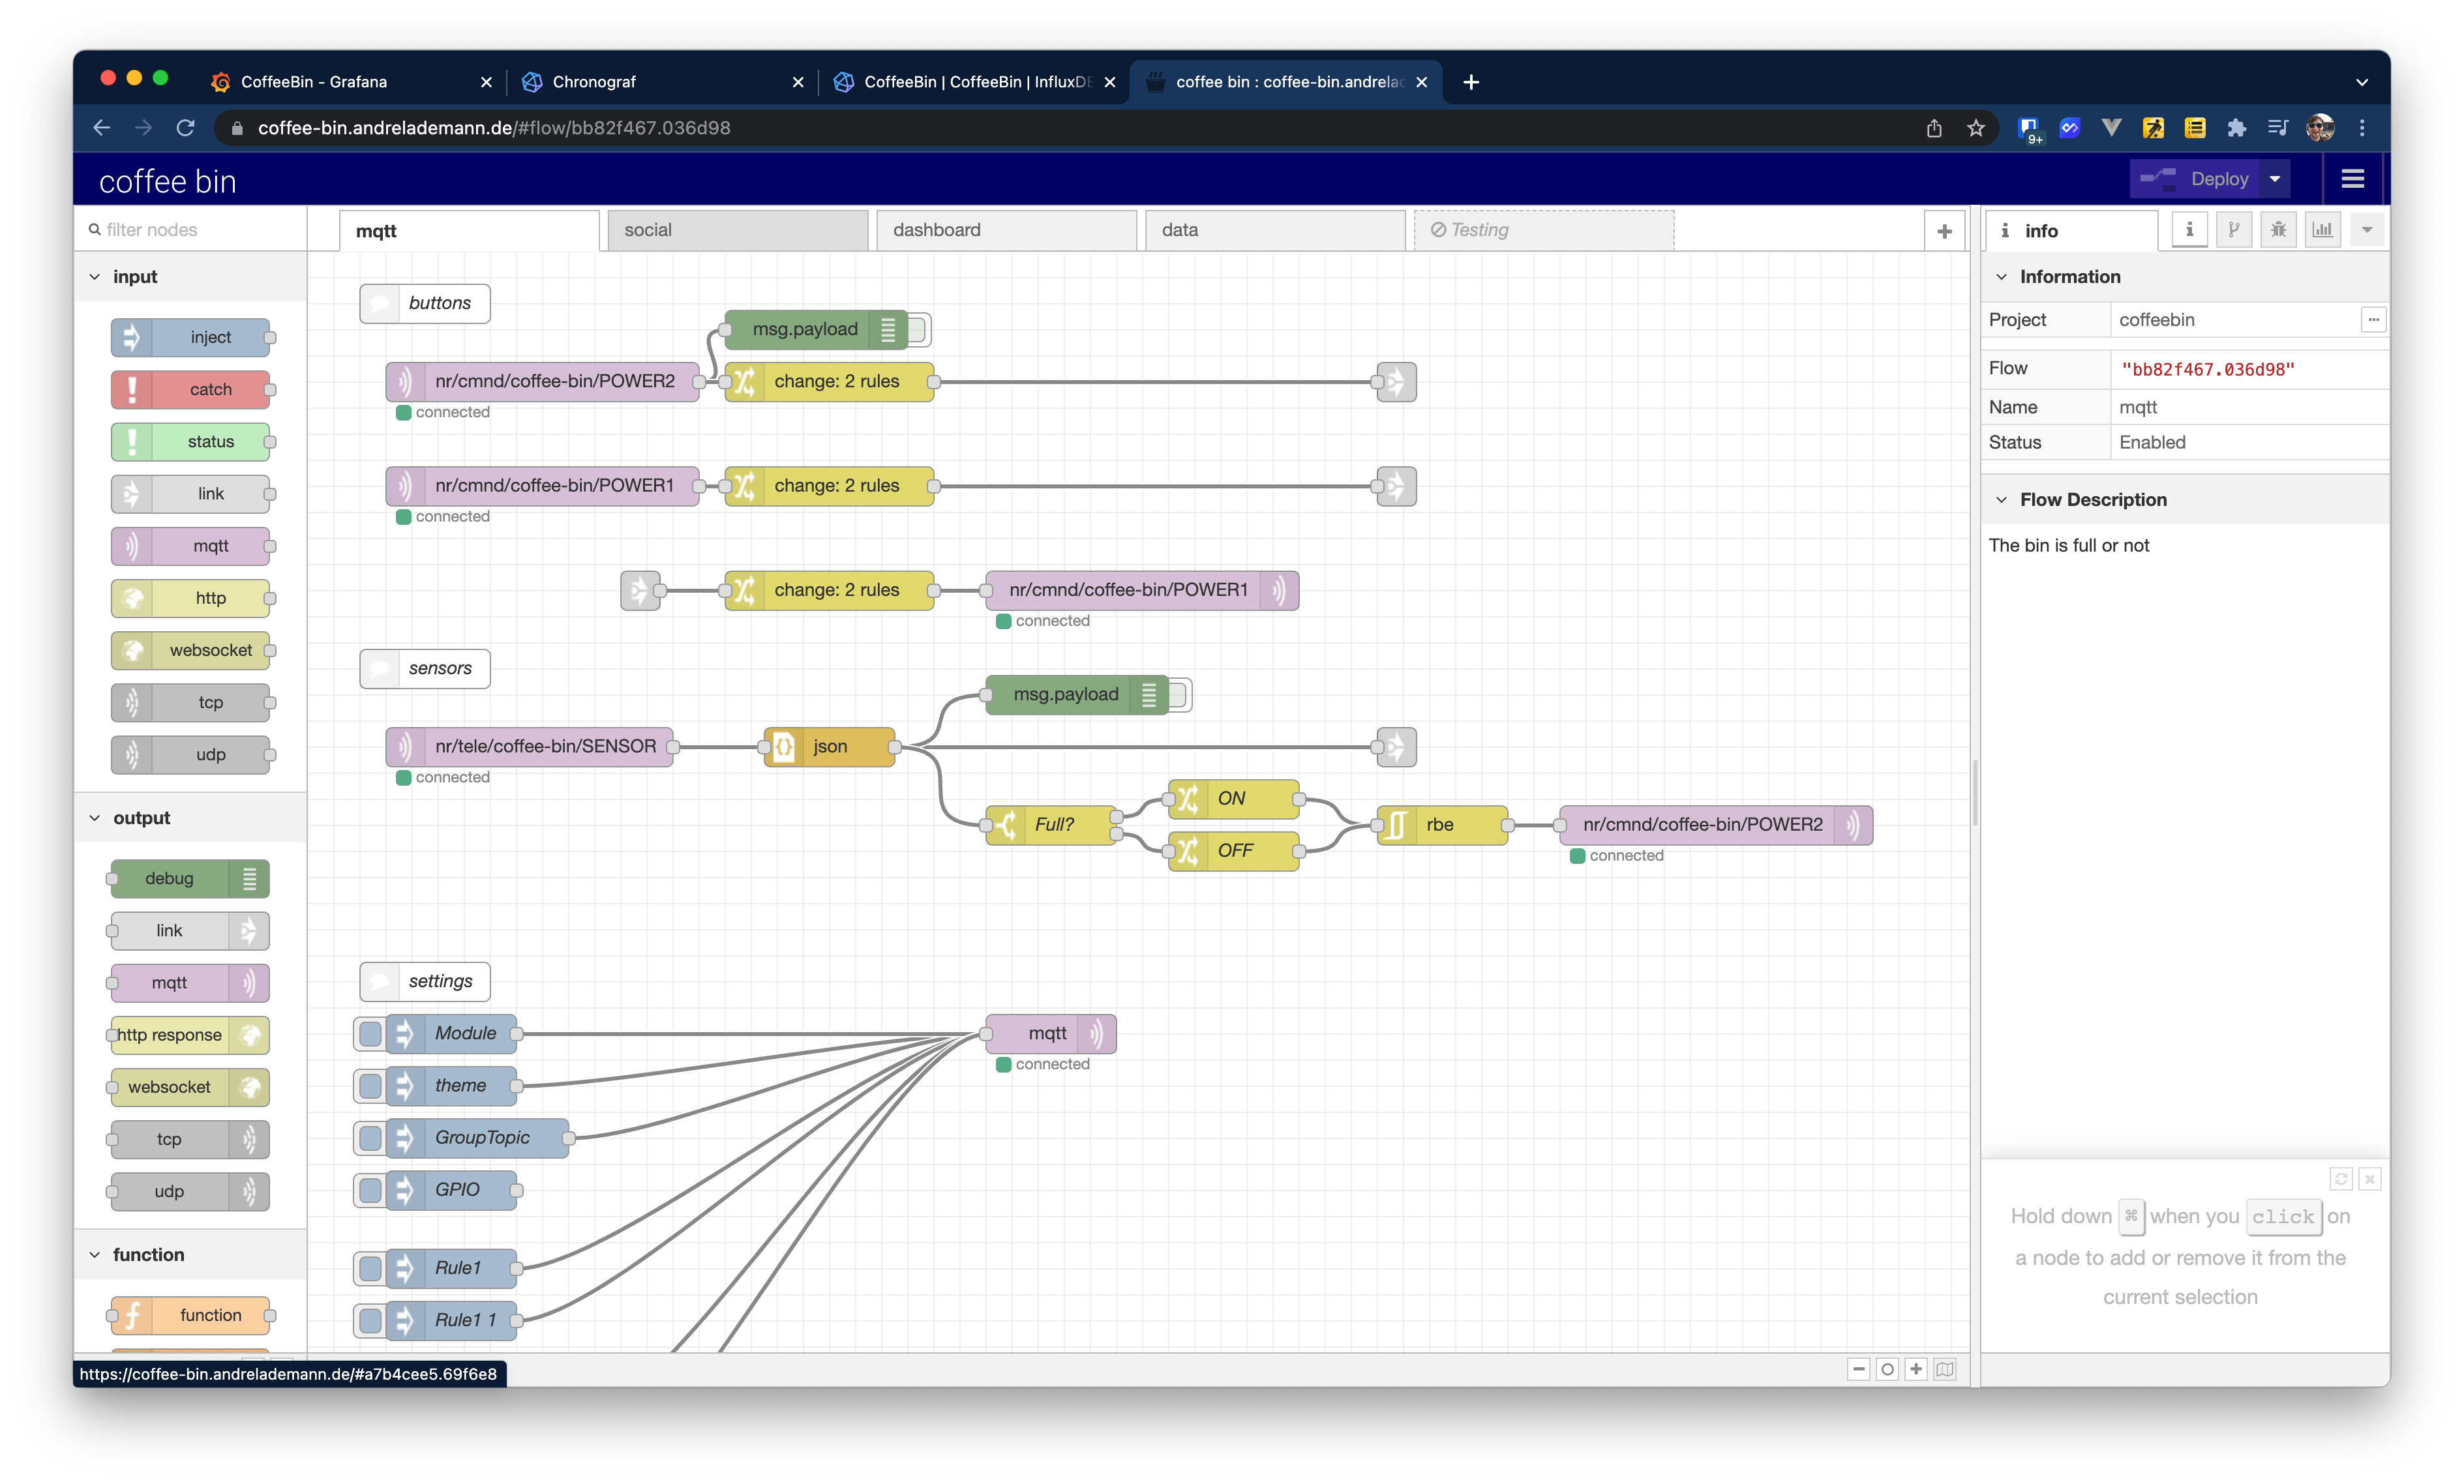 CoffeeBin - Grafana
Chronograf
CoffeeBin | CoffeeBin | InfluxDB
coffee bin : coffee-bin.andrelade
coffee-bin.andrelademann.de/#flow/bb82f467.036d98
9+
coffee bin
Deploy
filter nodes
mqtt
social
dashboard
data
Testing
info
input
inject
catch
status
link
mqtt
http
websocket
tcp
udp
output
debug
link
mqtt
http response
websocket
tcp
udp
function
function
buttons
msg.payload
nr/cmnd/coffee-bin/POWER2
change: 2 rules
connected
nr/cmnd/coffee-bin/POWER1
change: 2 rules
connected
change: 2 rules
nr/cmnd/coffee-bin/POWER1
connected
sensors
msg.payload
nr/tele/coffee-bin/SENSOR
json
connected
Full?
ON
OFF
rbe
nr/cmnd/coffee-bin/POWER2
connected
settings
Module
mqtt
connected
theme
GroupTopic
GPIO
Rule1
Rule1 1
Information
Project
coffeebin
Flow
"bb82f467.036d98"
Name
mqtt
Status
Enabled
Flow Description
The bin is full or not
Hold down ⌘ when you click on
a node to add or remove it from the
current selection
https://coffee-bin.andrelademann.de/#a7b4cee5.69f6e8